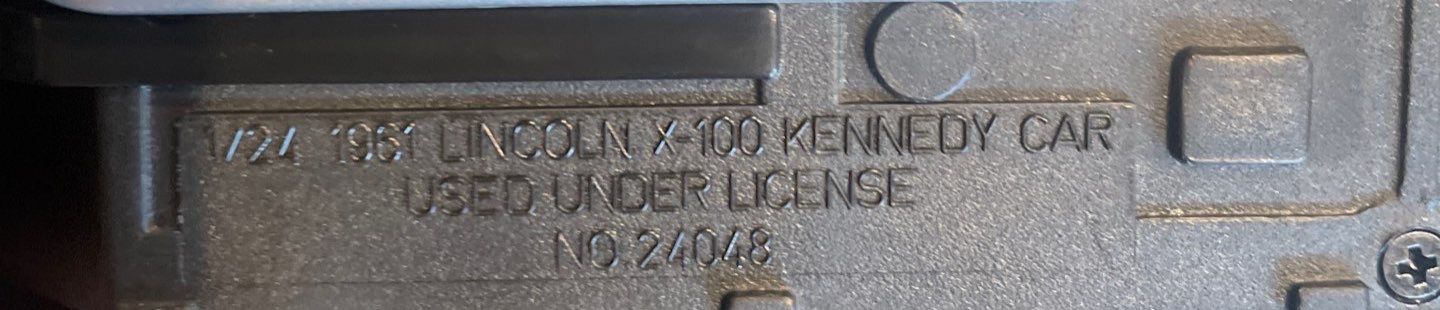 1/24 1961 LINCOLN X-100 KENNEDY CAR
USED UNDER LICENSE
NO.24048